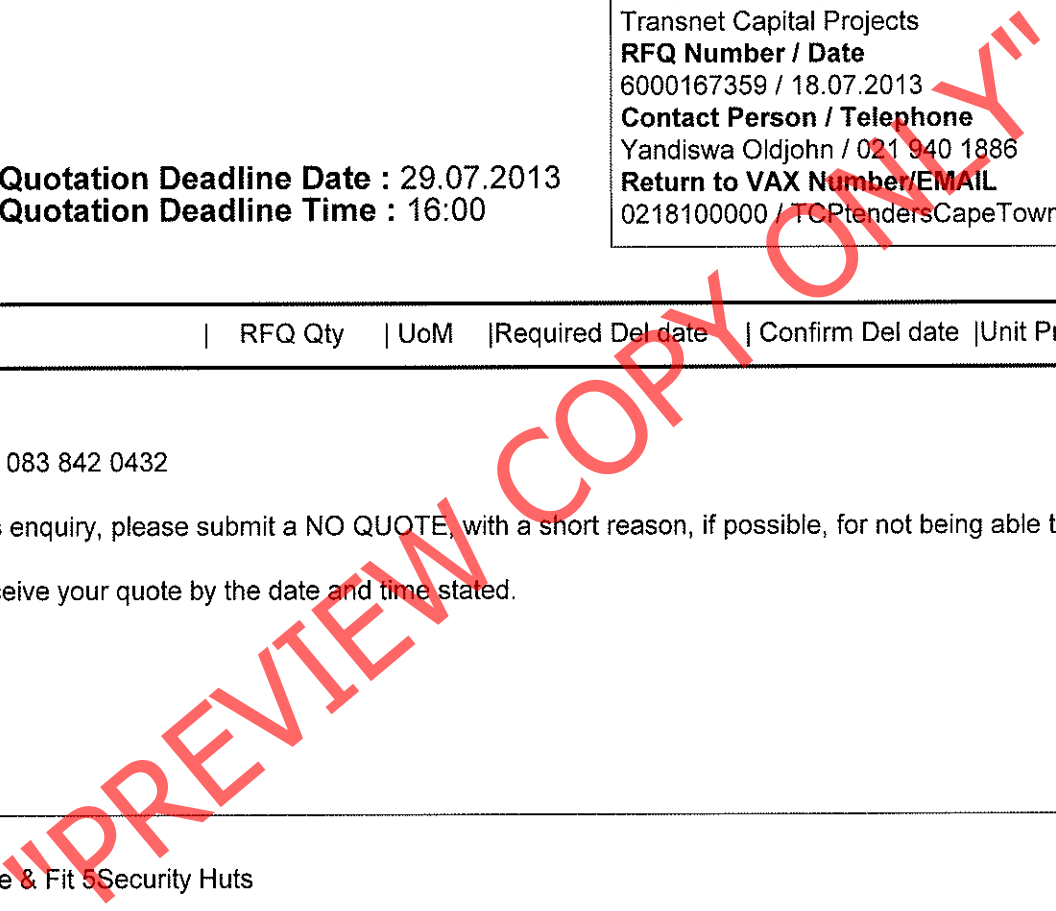 Transnet Capital Projects
RFQ Number / Date
6000167359 / 18.07.2013
Contact Person / Telephone
Yandiswa Oldjohn / 021 940 1886
Return to VAX Number/EMAIL
0218100000 / TCPtendersCapeTown
Quotation Deadline Date : 29.07.2013
Quotation Deadline Time : 16:00
| RFQ Qty | UoM |Required Del date | Confirm Del date |Unit Pr
083 842 0432
s enquiry, please submit a NO QUOTE, with a short reason, if possible, for not being able t
eive your quote by the date and time stated.
e & Fit 5Security Huts
"PREVIEW COPY ONLY"